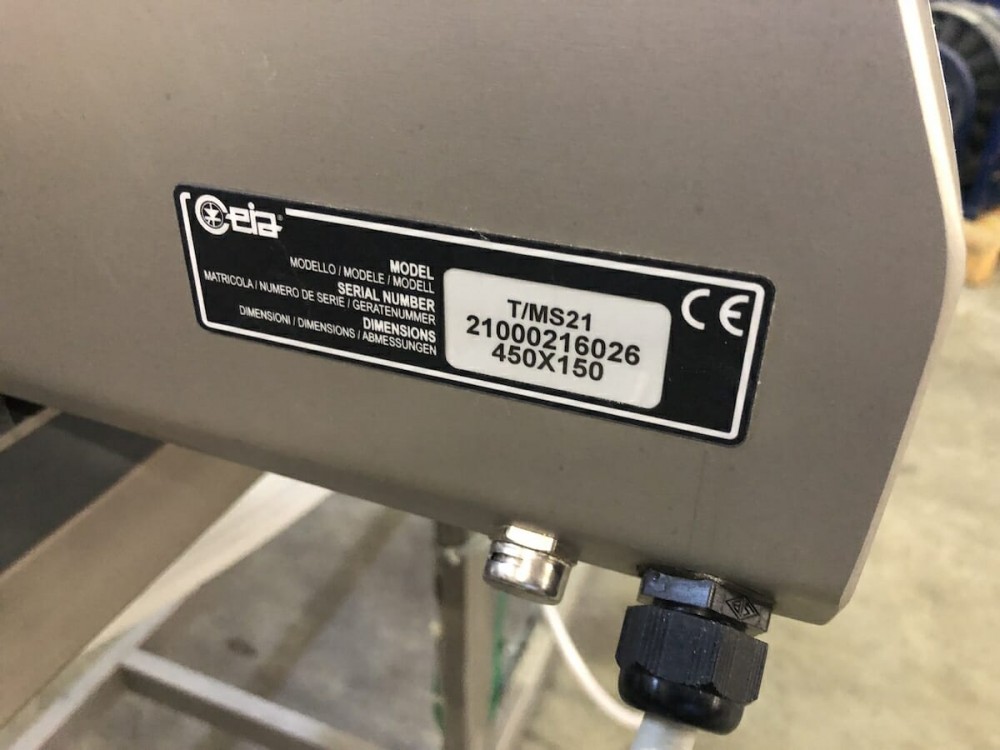 Ceia®
MODEL
MODELLO / MODELE / MODELL
SERIAL NUMBER
MATRICOLA / NUMERO DE SERIE / GERATENUMMER
DIMENSIONS
DIMENSIONI / DIMENSIONS / ABMESSUNGEN
T/MS21
21000216026
450X150
CE